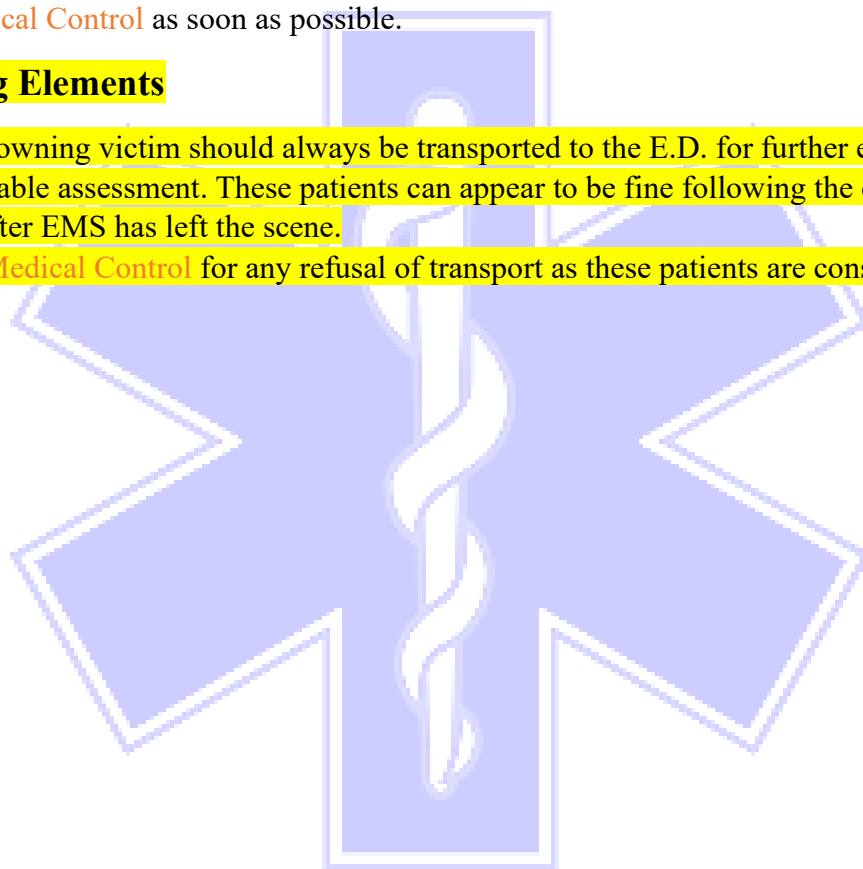 cal Control as soon as possible.
g Elements
owning victim should always be transported to the E.D. for further e
able assessment. These patients can appear to be fine following the
ter EMS has left the scene.
Medical Control for any refusal of transport as these patients are cons